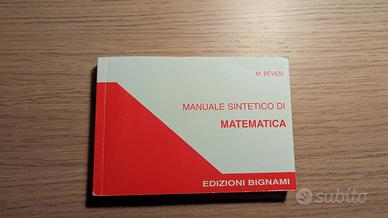 M. BEVESI
MANUALE SINTETICO DI
MATEMATICA
EDIZIONI BIGNAMI
subito